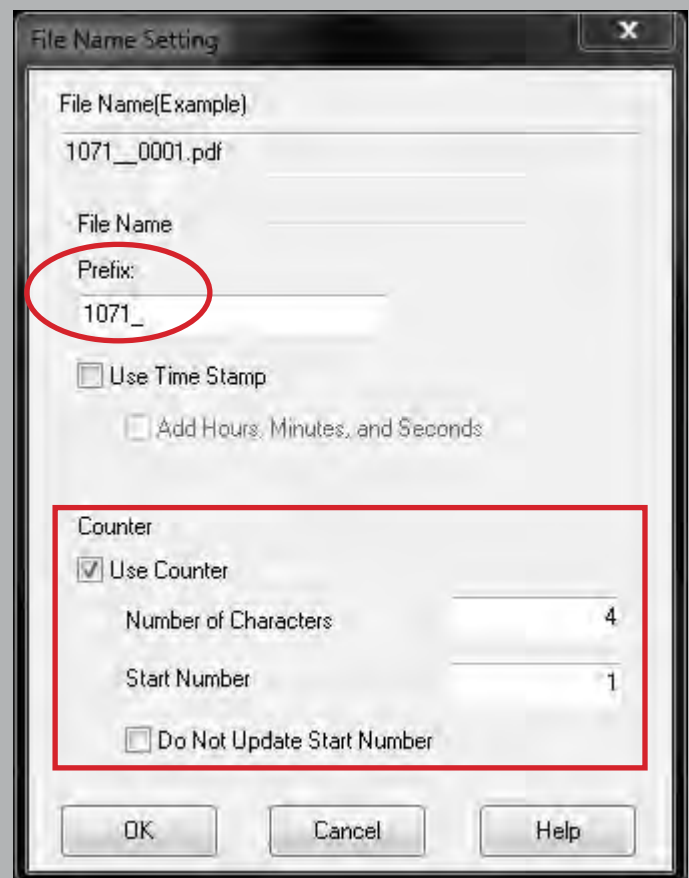 File Name Setting
x
File Name(Example)
1071__0001.pdf
File Name
Prefix:
1071_
Use Time Stamp
Add Hours, Minutes, and Seconds
Counter
Use Counter
Number of Characters 4
Start Number 1
Do Not Update Start Number
OK Cancel Help